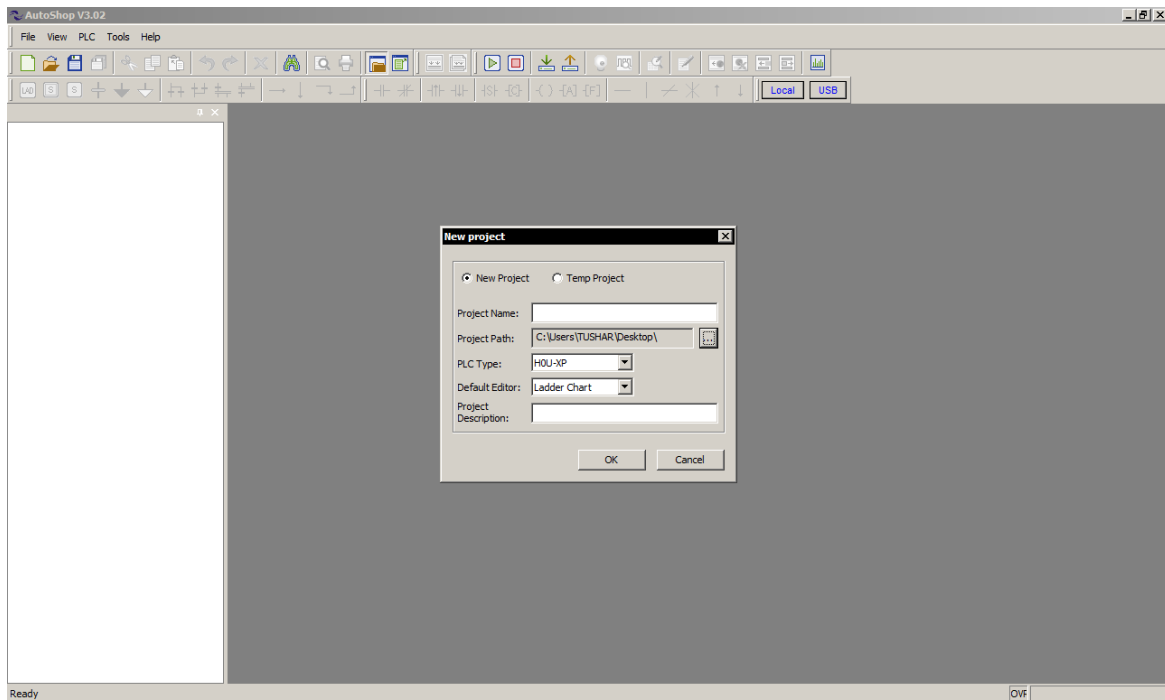 AutoShop V3.02
File View PLC Tools Help
Local USB
New project
New Project Temp Project
Project Name:
Project Path: C:\Users\TUSHAR\Desktop\ ...
PLC Type: H0U-XP
Default Editor: Ladder Chart
Project
Description:
OK Cancel
Ready OVR